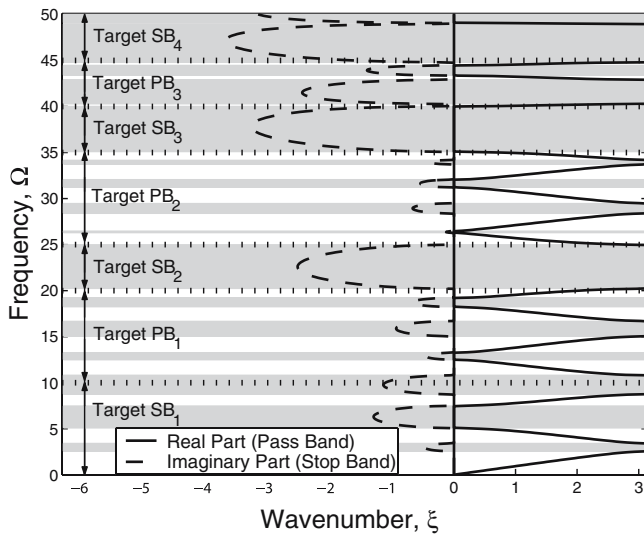 50
45
40
35
30
25
20
15
10
5
0
Frequency, Ω
Target SB4
Target PB3
Target SB3
Target PB2
Target SB2
Target PB1
Target SB1
Real Part (Pass Band)
Imaginary Part (Stop Band)
−6 −5 −4 −3 −2 −1 0 1 2 3
Wavenumber, ξ